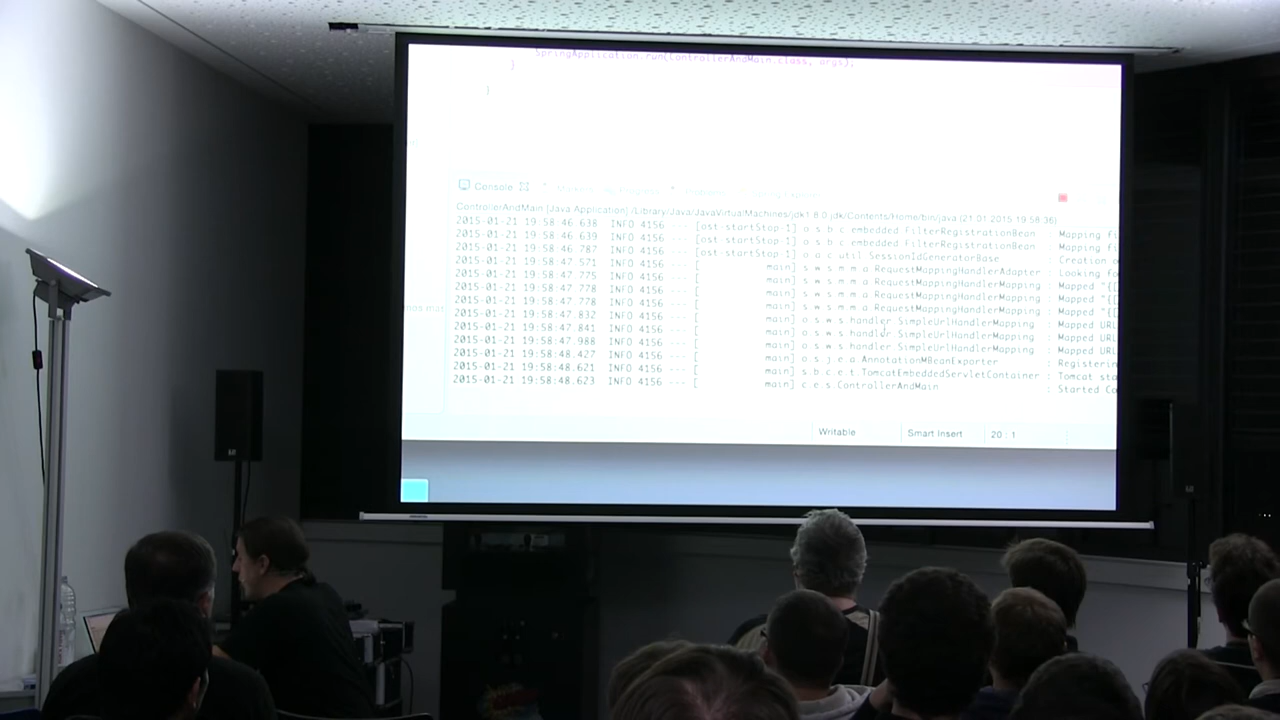 SpringApplication.run(ControllerAndMain.class, args);
}
}
Console
ControllerAndMain [Java Application] /Library/Java/JavaVirtualMachines/jdk1.8.0.jdk/Contents/Home/bin/java (21.01.2015 19:58:36)
2015-01-21 19:58:46.638 INFO 4156 --- [ost-startStop-1] o.s.b.c.embedded.FilterRegistrationBean : Mapping fi
2015-01-21 19:58:46.639 INFO 4156 --- [ost-startStop-1] o.s.b.c.embedded.FilterRegistrationBean : Mapping fi
2015-01-21 19:58:46.787 INFO 4156 --- [ost-startStop-1] o.a.c.util.SessionIdGeneratorBase : Creation o
2015-01-21 19:58:47.571 INFO 4156 --- [ main] s.w.s.m.m.a.RequestMappingHandlerAdapter : Looking fo
2015-01-21 19:58:47.775 INFO 4156 --- [ main] s.w.s.m.m.a.RequestMappingHandlerMapping : Mapped "{[
2015-01-21 19:58:47.778 INFO 4156 --- [ main] s.w.s.m.m.a.RequestMappingHandlerMapping : Mapped "{[
2015-01-21 19:58:47.778 INFO 4156 --- [ main] s.w.s.m.m.a.RequestMappingHandlerMapping : Mapped "{[
2015-01-21 19:58:47.832 INFO 4156 --- [ main] o.s.w.s.handler.SimpleUrlHandlerMapping : Mapped URL
2015-01-21 19:58:47.841 INFO 4156 --- [ main] o.s.w.s.handler.SimpleUrlHandlerMapping : Mapped URL
2015-01-21 19:58:47.988 INFO 4156 --- [ main] o.s.w.s.handler.SimpleUrlHandlerMapping : Mapped URL
2015-01-21 19:58:48.427 INFO 4156 --- [ main] o.s.j.e.a.AnnotationMBeanExporter : Registerin
2015-01-21 19:58:48.621 INFO 4156 --- [ main] s.b.c.e.t.TomcatEmbeddedServletContainer : Tomcat sta
2015-01-21 19:58:48.623 INFO 4156 --- [ main] c.e.s.ControllerAndMain : Started Co
Writable Smart Insert 20 : 1